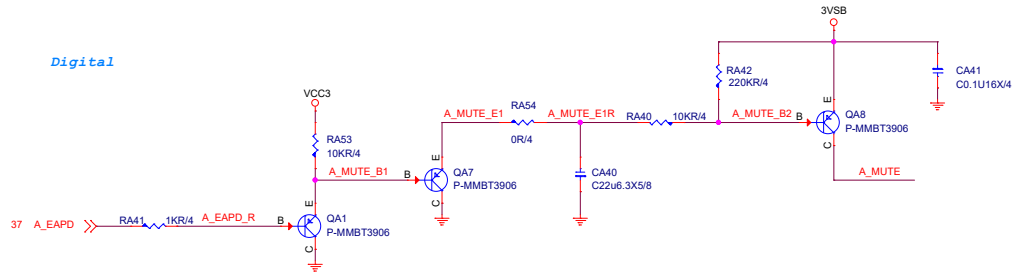 3VSB
Digital
RA42
220KR/4
CA41
C0.1U16X/4
VCC3
A_MUTE_E1
RA54
A_MUTE_E1R
RA40
10KR/4
A_MUTE_B2
B
E
C
QA8
P-MMBT3906
0R/4
RA53
10KR/4
A_MUTE_B1
B
E
C
QA7
P-MMBT3906
CA40
C22u6.3X5/8
A_MUTE
37 A_EAPD
RA41
1KR/4
A_EAPD_R
B
E
C
QA1
P-MMBT3906